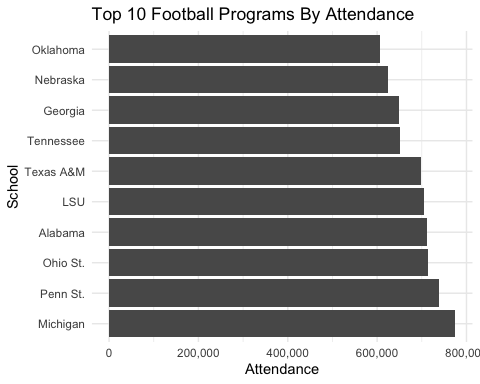 Top 10 Football Programs By Attendance
Oklahoma
Nebraska
Georgia
Tennessee
Texas A&M
LSU
Alabama
Ohio St.
Penn St.
Michigan
School
0 200,000 400,000 600,000 800,00
Attendance